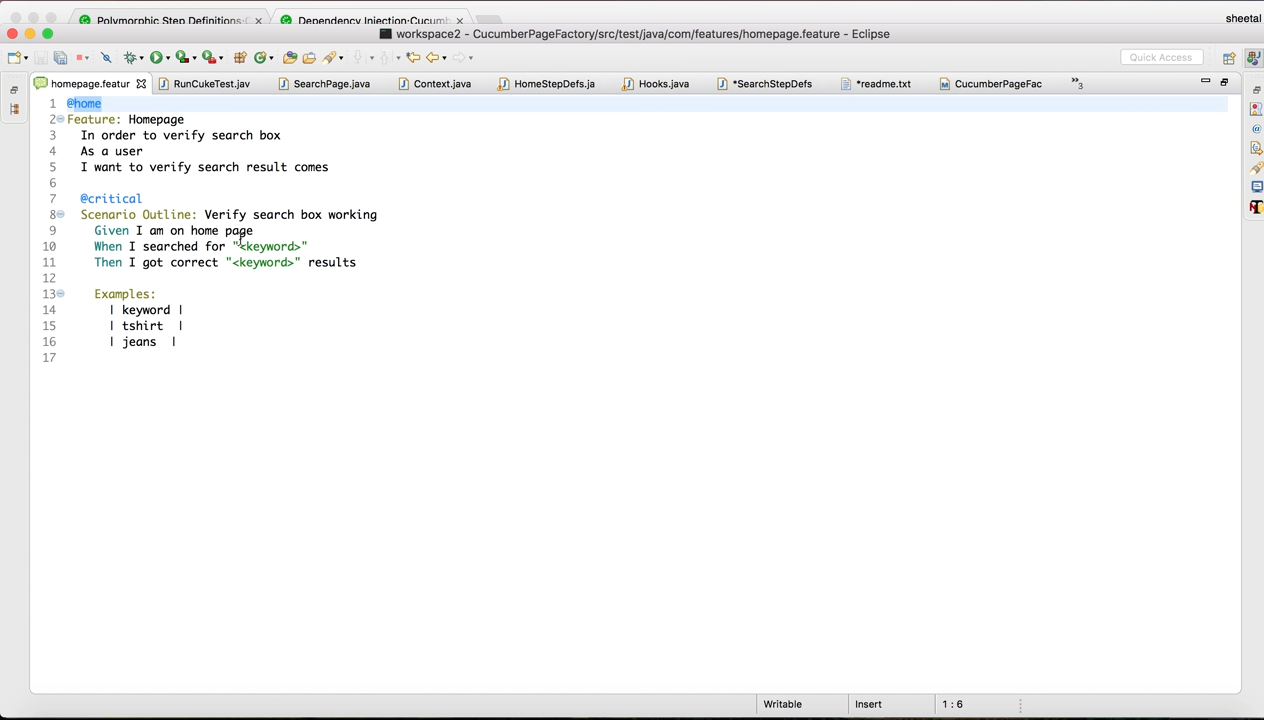 Polymorphic Step Definitions·C
Dependency Injection·Cucumb
sheetal
workspace2 - CucumberPageFactory/src/test/java/com/features/homepage.feature - Eclipse
Quick Access
homepage.featur
RunCukeTest.jav
SearchPage.java
Context.java
HomeStepDefs.ja
Hooks.java
*SearchStepDefs
*readme.txt
CucumberPageFac
»3
1 @home
2 Feature: Homepage
3 In order to verify search box
4 As a user
5 I want to verify search result comes
6
7 @critical
8 Scenario Outline: Verify search box working
9 Given I am on home page
10 When I searched for "<keyword>"
11 Then I got correct "<keyword>" results
12
13 Examples:
14 | keyword |
15 | tshirt |
16 | jeans |
17
Writable
Insert
1 : 6